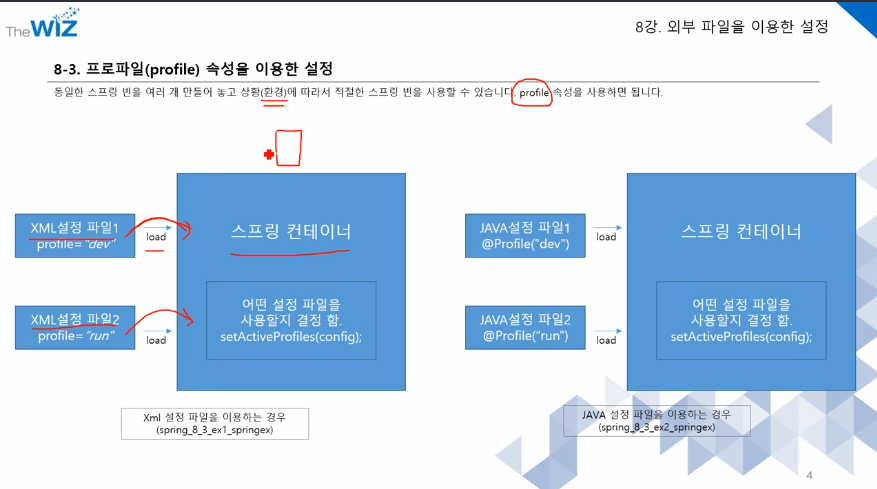 The WIZ
8강. 외부 파일을 이용한 설정
8-3. 프로파일(profile) 속성을 이용한 설정
동일한 스프링 빈을 여러 개 만들어 놓고 상황(환경)에 따라서 적절한 스프링 빈을 사용할 수 있습니다. profile 속성을 사용하면 됩니다.
XML설정 파일1
profile= "dev"
load
XML설정 파일2
profile= "run"
load
스프링 컨테이너
어떤 설정 파일을
사용할지 결정 함.
setActiveProfiles(config);
Xml 설정 파일을 이용하는 경우
(spring_8_3_ex1_springex)
JAVA설정 파일1
@Profile("dev")
load
JAVA설정 파일2
@Profile("run")
load
스프링 컨테이너
어떤 설정 파일을
사용할지 결정 함.
setActiveProfiles(config);
JAVA 설정 파일을 이용하는 경우
(spring_8_3_ex2_springex)
4